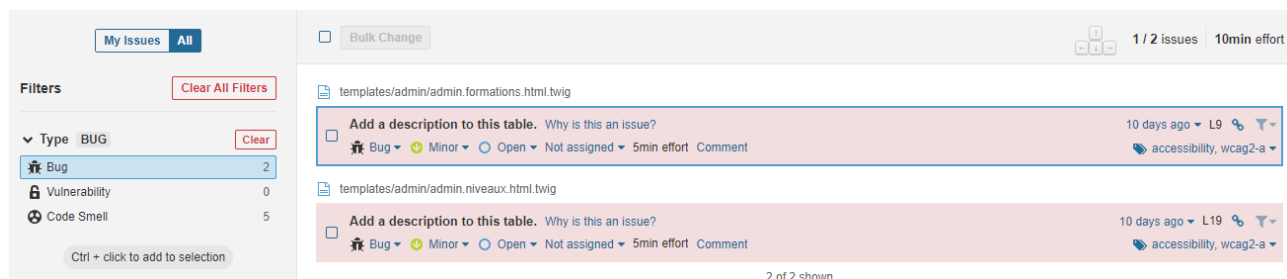 My Issues All
Bulk Change
1 / 2 issues 10min effort
Filters Clear All Filters
templates/admin/admin.formations.html.twig
Add a description to this table. Why is this an issue? 10 days ago L9
Bug Minor Open Not assigned 5min effort Comment accessibility, wcag2-a
Type BUG Clear
Bug 2
Vulnerability 0
Code Smell 5
Ctrl + click to add to selection
templates/admin/admin.niveaux.html.twig
Add a description to this table. Why is this an issue? 10 days ago L19
Bug Minor Open Not assigned 5min effort Comment accessibility, wcag2-a
2 of 2 shown